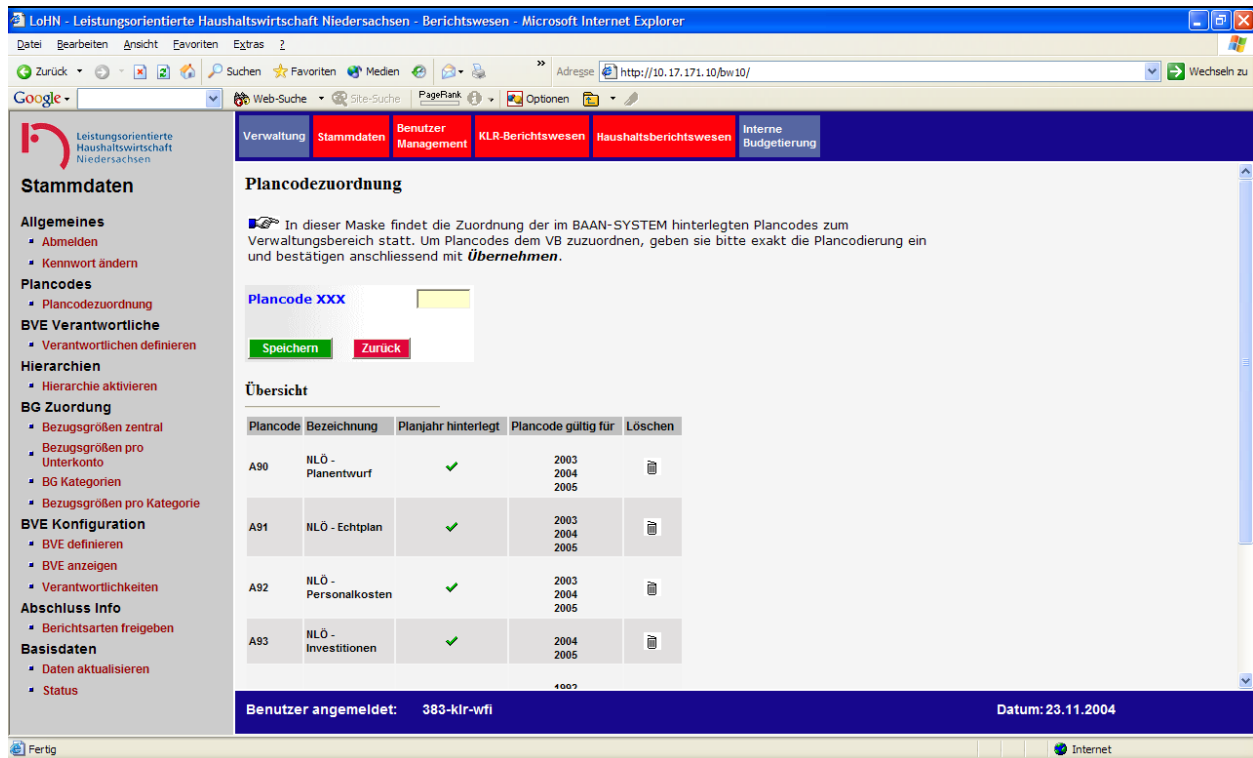 LoHN - Leistungsorientierte Haushaltswirtschaft Niedersachsen - Berichtswesen - Microsoft Internet Explorer
Datei Bearbeiten Ansicht Favoriten Extras ?
Zurück Suchen Favoriten Medien » Adresse http://10.17.171.10/bw10/ Wechseln zu
Google Web-Suche Site-Suche PageRank Optionen
Leistungsorientierte
Haushaltswirtschaft
Niedersachsen
Verwaltung Stammdaten Benutzer Management KLR-Berichtswesen Haushaltsberichtswesen Interne Budgetierung
Stammdaten
Allgemeines
Abmelden
Kennwort ändern
Plancodes
Plancodezuordnung
BVE Verantwortliche
Verantwortlichen definieren
Hierarchien
Hierarchie aktivieren
BG Zuordung
Bezugsgrößen zentral
Bezugsgrößen pro
Unterkonto
BG Kategorien
Bezugsgrößen pro Kategorie
BVE Konfiguration
BVE definieren
BVE anzeigen
Verantwortlichkeiten
Abschluss Info
Berichtsarten freigeben
Basisdaten
Daten aktualisieren
Status
Plancodezuordnung
In dieser Maske findet die Zuordnung der im BAAN-SYSTEM hinterlegten Plancodes zum
Verwaltungsbereich statt. Um Plancodes dem VB zuzuordnen, geben sie bitte exakt die Plancodierung ein
und bestätigen anschliessend mit Übernehmen.
Plancode XXX
Speichern Zurück
Übersicht
Plancode Bezeichnung Planjahr hinterlegt Plancode gültig für Löschen
A90 NLÖ - Planentwurf 2003 2004 2005
A91 NLÖ - Echtplan 2003 2004 2005
A92 NLÖ - Personalkosten 2003 2004 2005
A93 NLÖ - Investitionen 2004 2005
Benutzer angemeldet: 383-klr-wfi Datum: 23.11.2004
Fertig Internet